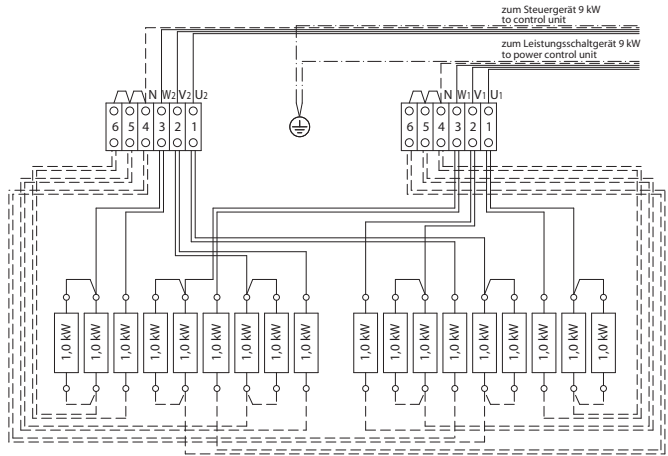 zum Steuergerät 9 kW
to control unit
zum Leistungsschaltgerät 9 kW
to power control unit
N W2 V2 U2
N W1 V1 U1
6 5 4 3 2 1
6 5 4 3 2 1
1,0 kW 1,0 kW 1,0 kW 1,0 kW 1,0 kW 1,0 kW 1,0 kW 1,0 kW 1,0 kW
1,0 kW 1,0 kW 1,0 kW 1,0 kW 1,0 kW 1,0 kW 1,0 kW 1,0 kW 1,0 kW